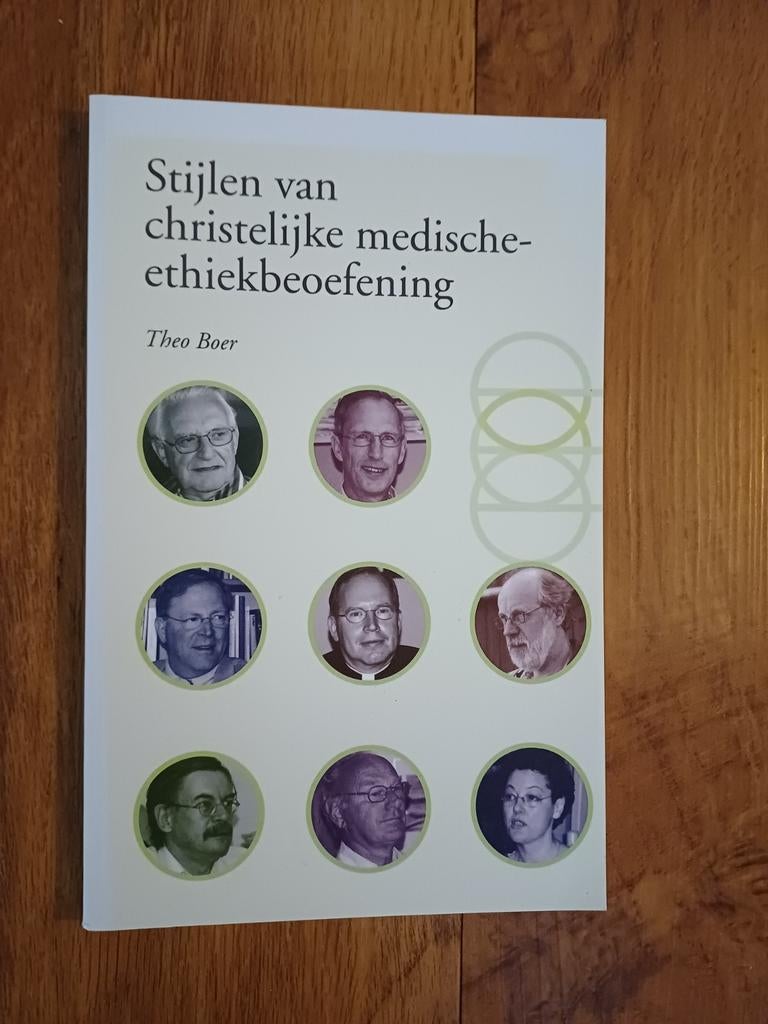 Stijlen van
christelijke medische-
ethiekbeoefening
Theo Boer